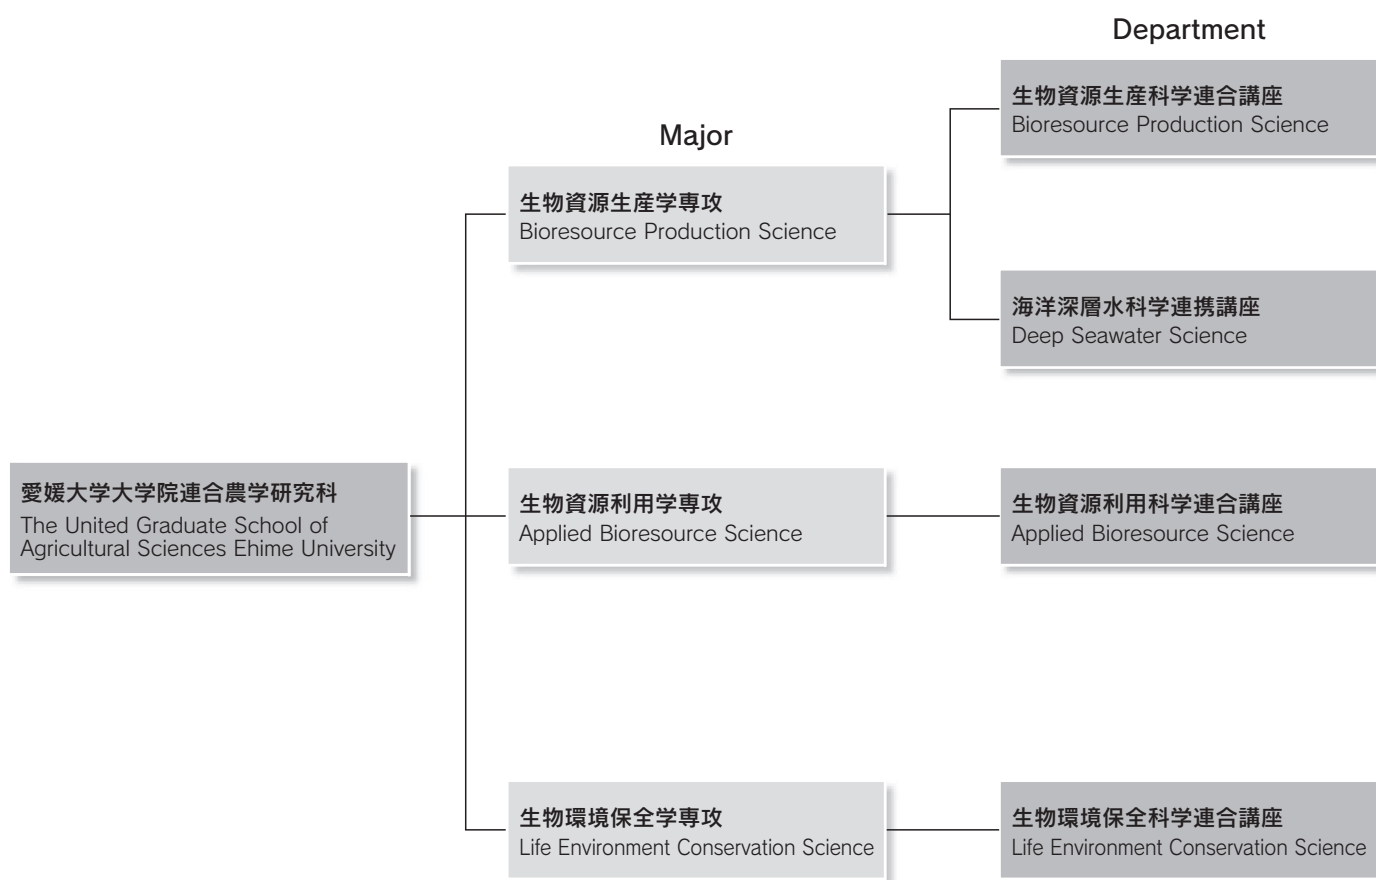 Department
生物資源生産科学連合講座
Bioresource Production Science
Major
生物資源生産学専攻
Bioresource Production Science
海洋深層水科学連携講座
Deep Seawater Science
愛媛大学大学院連合農学研究科
The United Graduate School of
Agricultural Sciences Ehime University
生物資源利用学専攻
Applied Bioresource Science
生物資源利用科学連合講座
Applied Bioresource Science
生物環境保全学専攻
Life Environment Conservation Science
生物環境保全科学連合講座
Life Environment Conservation Science